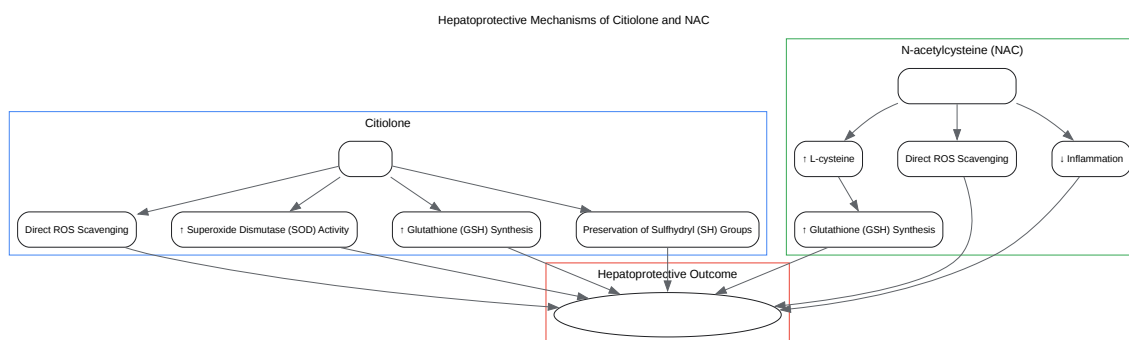 Hepatoprotective Mechanisms of Citiolone and NAC
N-acetylcysteine (NAC)
Citiolone
↑ L-cysteine
Direct ROS Scavenging
↓ Inflammation
Direct ROS Scavenging
↑ Superoxide Dismutase (SOD) Activity
↑ Glutathione (GSH) Synthesis
Preservation of Sulfhydryl (SH) Groups
↑ Glutathione (GSH) Synthesis
Hepatoprotective Outcome